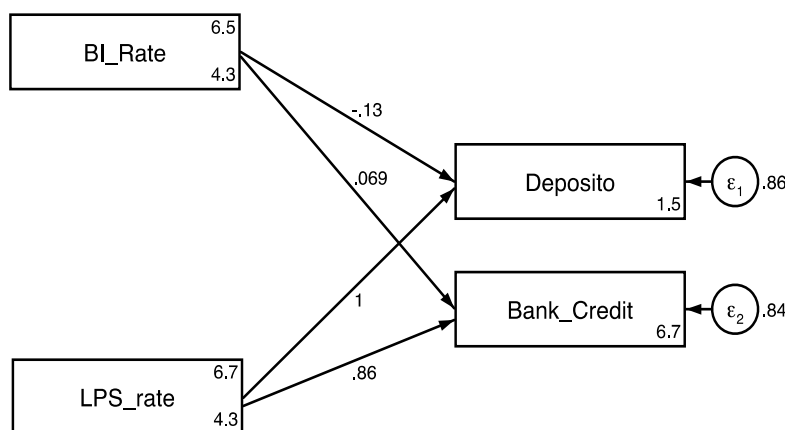 6.5
BI_Rate
4.3
-.13
.069
Deposito
1.5
ε1
.86
1
Bank_Credit
6.7
ε2
.84
6.7
LPS_rate
4.3
.86